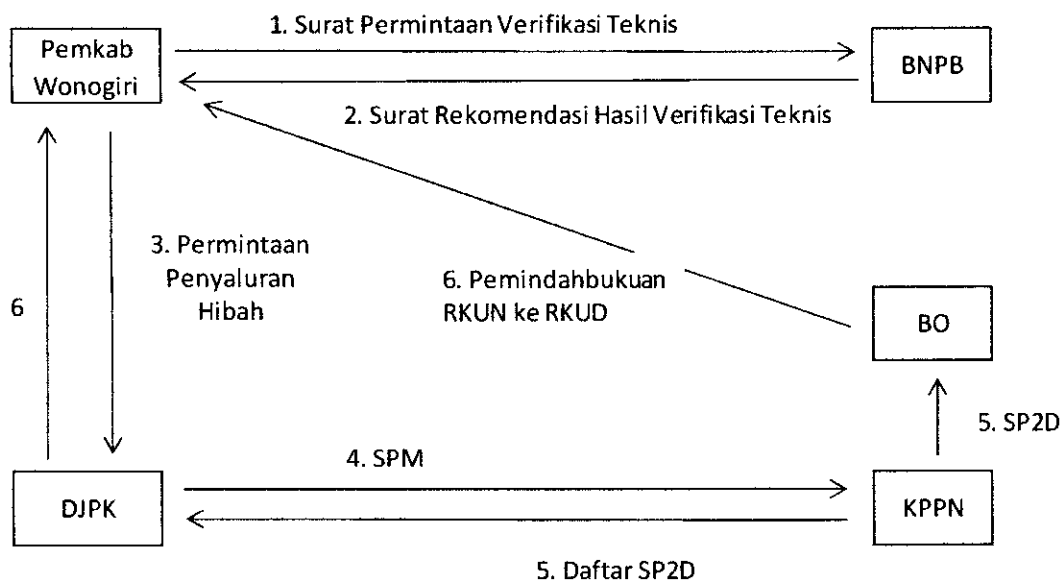 1. Surat Permintaan Verifikasi Teknis
Pemkab
Wonogiri
BNPB
2. Surat Rekomendasi Hasil Verifikasi Teknis
3. Permintaan
Penyaluran
Hibah
6
6. Pemindahbukuan
RKUN ke RKUD
BO
5. SP2D
4. SPM
DJPK
KPPN
5. Daftar SP2D